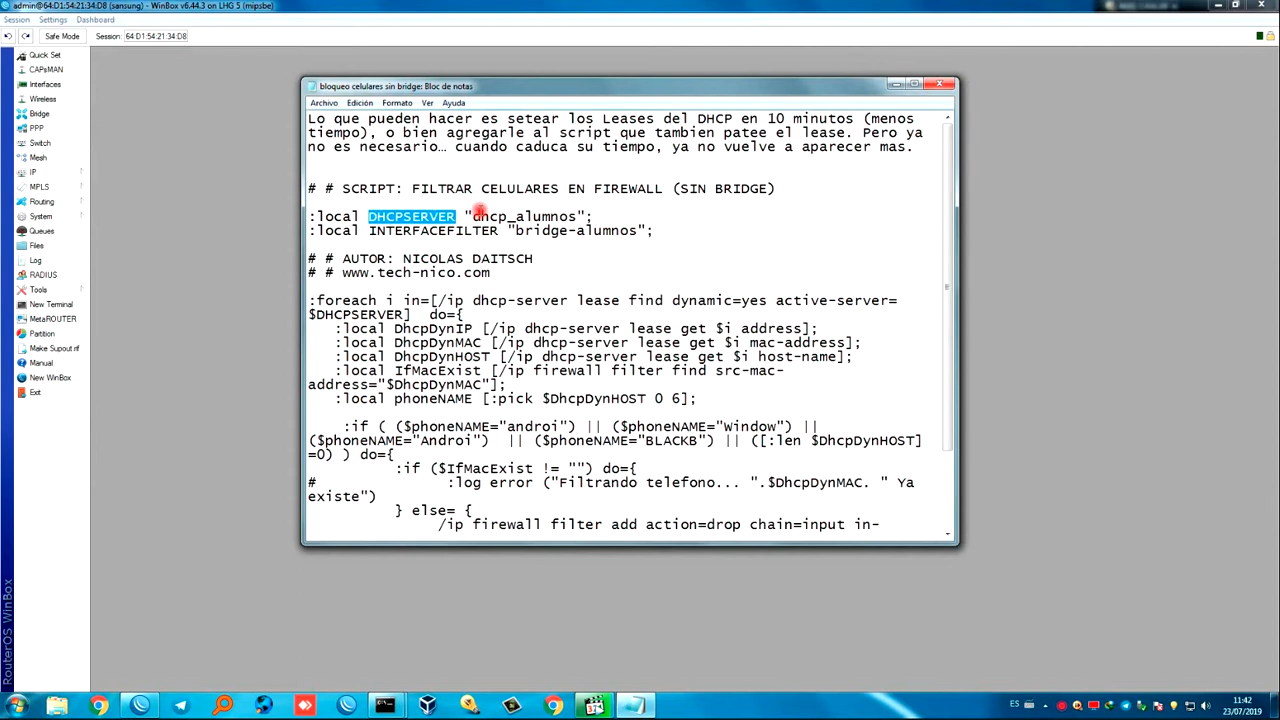 admin@64:D1:54:21:34:D8 (sansung) - WinBox v6.44.3 on LHG 5 (mipsbe)
Session Settings Dashboard
Safe Mode Session: 64:D1:54:21:34:D8
Quick Set
CAPsMAN
Interfaces
Wireless
Bridge
PPP
Switch
Mesh
IP
MPLS
Routing
System
Queues
Files
Log
RADIUS
Tools
New Terminal
MetaROUTER
Partition
Make Supout.rif
Manual
New WinBox
Exit
RouterOS WinBox
bloqueo celulares sin bridge: Bloc de notas
Archivo Edición Formato Ver Ayuda
Lo que pueden hacer es setear los Leases del DHCP en 10 minutos (menos
tiempo), o bien agregarle al script que tambien patee el lease. Pero ya
no es necesario… cuando caduca su tiempo, ya no vuelve a aparecer mas.
# # SCRIPT: FILTRAR CELULARES EN FIREWALL (SIN BRIDGE)
:local DHCPSERVER "dhcp_alumnos";
:local INTERFACEFILTER "bridge-alumnos";
# # AUTOR: NICOLAS DAITSCH
# # www.tech-nico.com
:foreach i in=[/ip dhcp-server lease find dynamic=yes active-server=
$DHCPSERVER] do={
:local DhcpDynIP [/ip dhcp-server lease get $i address];
:local DhcpDynMAC [/ip dhcp-server lease get $i mac-address];
:local DhcpDynHOST [/ip dhcp-server lease get $i host-name];
:local IfMacExist [/ip firewall filter find src-mac-
address="$DhcpDynMAC"];
:local phoneNAME [:pick $DhcpDynHOST 0 6];
:if ( ($phoneNAME="androi") || ($phoneNAME="Window") ||
($phoneNAME="Androi") || ($phoneNAME="BLACKB") || ([:len $DhcpDynHOST]
=0) ) do={
:if ($IfMacExist != "") do={
# :log error ("Filtrando telefono... ".$DhcpDynMAC. " Ya
existe")
} else= {
/ip firewall filter add action=drop chain=input in-
ES
11:42
23/07/2019